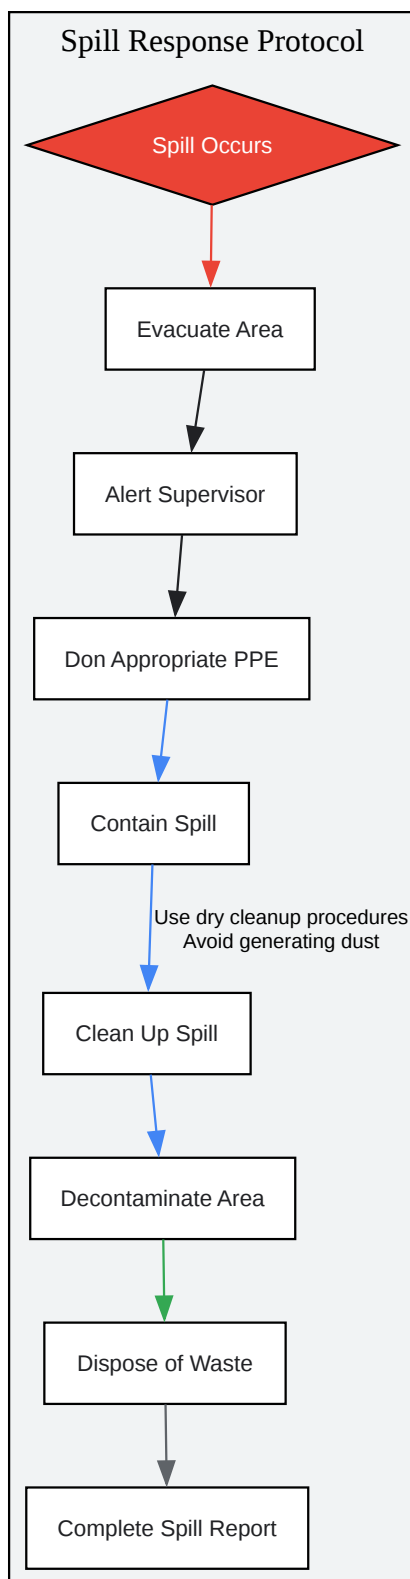 Spill Response Protocol
Spill Occurs
Evacuate Area
Alert Supervisor
Don Appropriate PPE
Contain Spill
Use dry cleanup procedures
Avoid generating dust
Clean Up Spill
Decontaminate Area
Dispose of Waste
Complete Spill Report